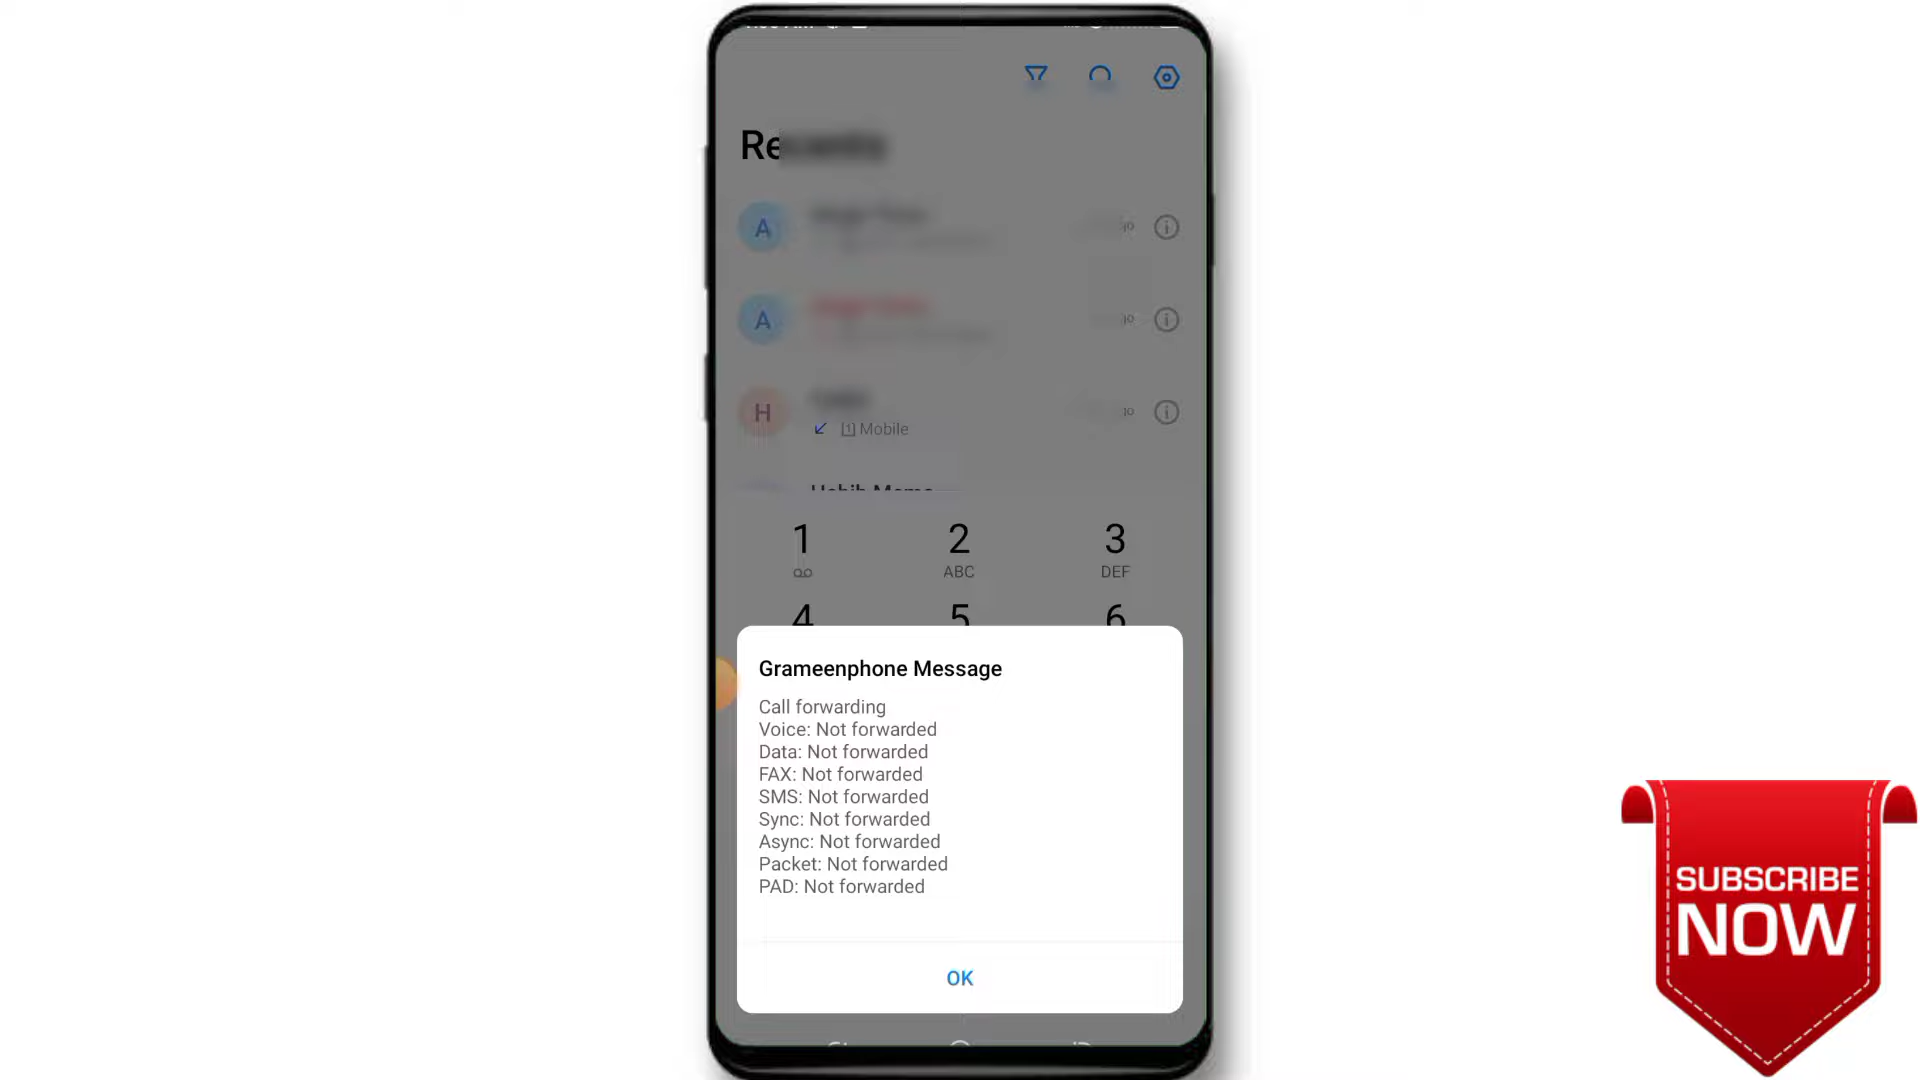 Re
Mobile
1
2
ABC
3
DEF
4
5
6
Grameenphone Message
Call forwarding
Voice: Not forwarded
Data: Not forwarded
FAX: Not forwarded
SMS: Not forwarded
Sync: Not forwarded
Async: Not forwarded
Packet: Not forwarded
PAD: Not forwarded
OK
A
A
H
SUBSCRIBE
NOW